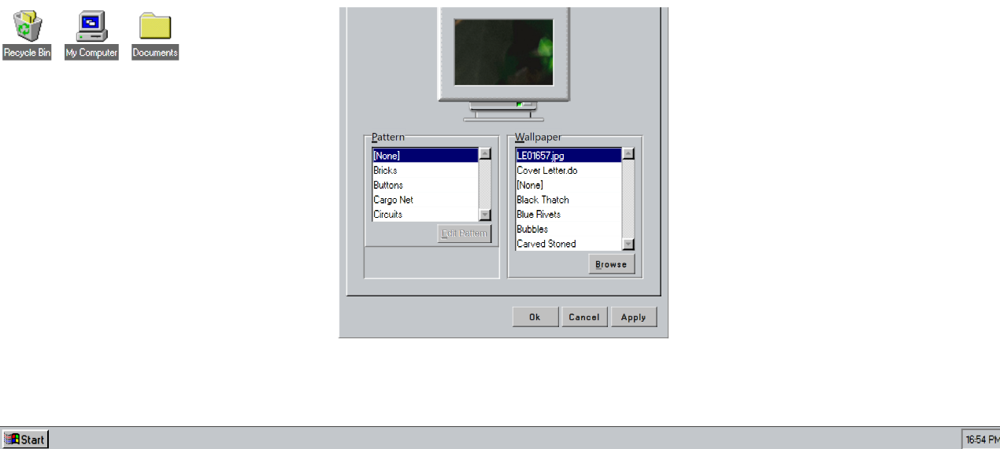 Recycle Bin My Computer Documents
Pattern
[None]
Bricks
Buttons
Cargo Net
Circuits
Edit Pattern
Wallpaper
LE01657.jpg
Cover Letter.do
[None]
Black Thatch
Blue Rivets
Bubbles
Carved Stoned
Browse
Ok Cancel Apply
Start 16:54 PM